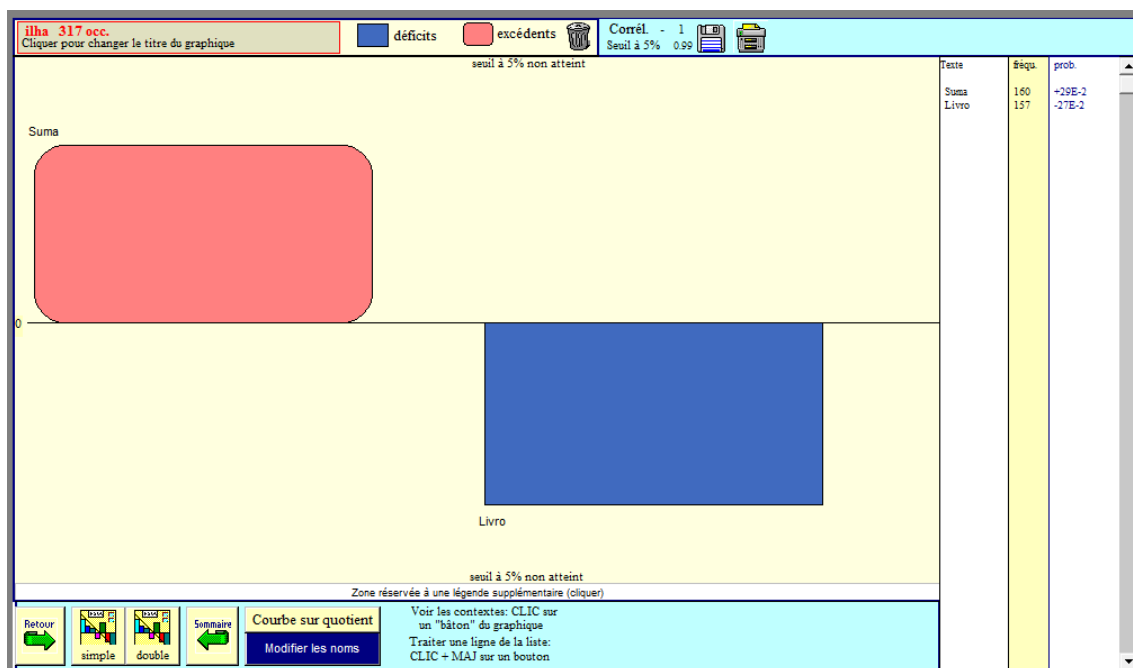 ilha 317 occ.
Cliquer pour changer le titre du graphique
déficits
excédents
Corrél. - 1
Seuil à 5% 0.99
seuil à 5% non atteint
Texte fréqu. prob.
Suma 160 +29E-2
Livro 157 -27E-2
Suma
0
Livro
seuil à 5% non atteint
Zone réservée à une légende supplémentaire (cliquer)
Retour
simple
double
Sommaire
Courbe sur quotient
Modifier les noms
Voir les contextes: CLIC sur
un "bâton" du graphique
Traiter une ligne de la liste:
CLIC + MAJ sur un bouton